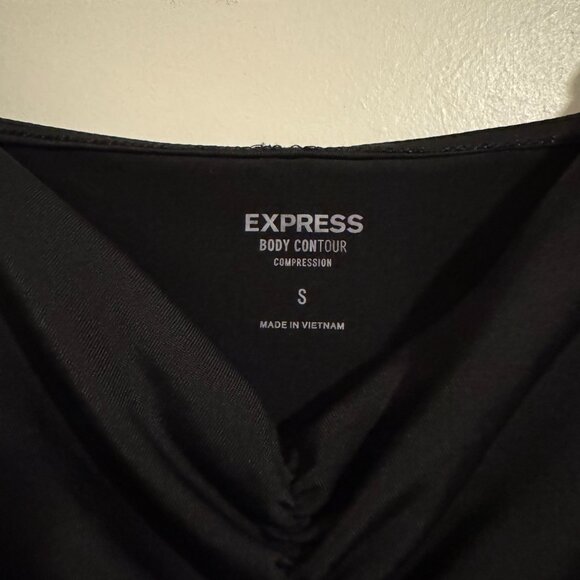 EXPRESS
BODY CONTOUR
COMPRESSION
S
MADE IN VIETNAM